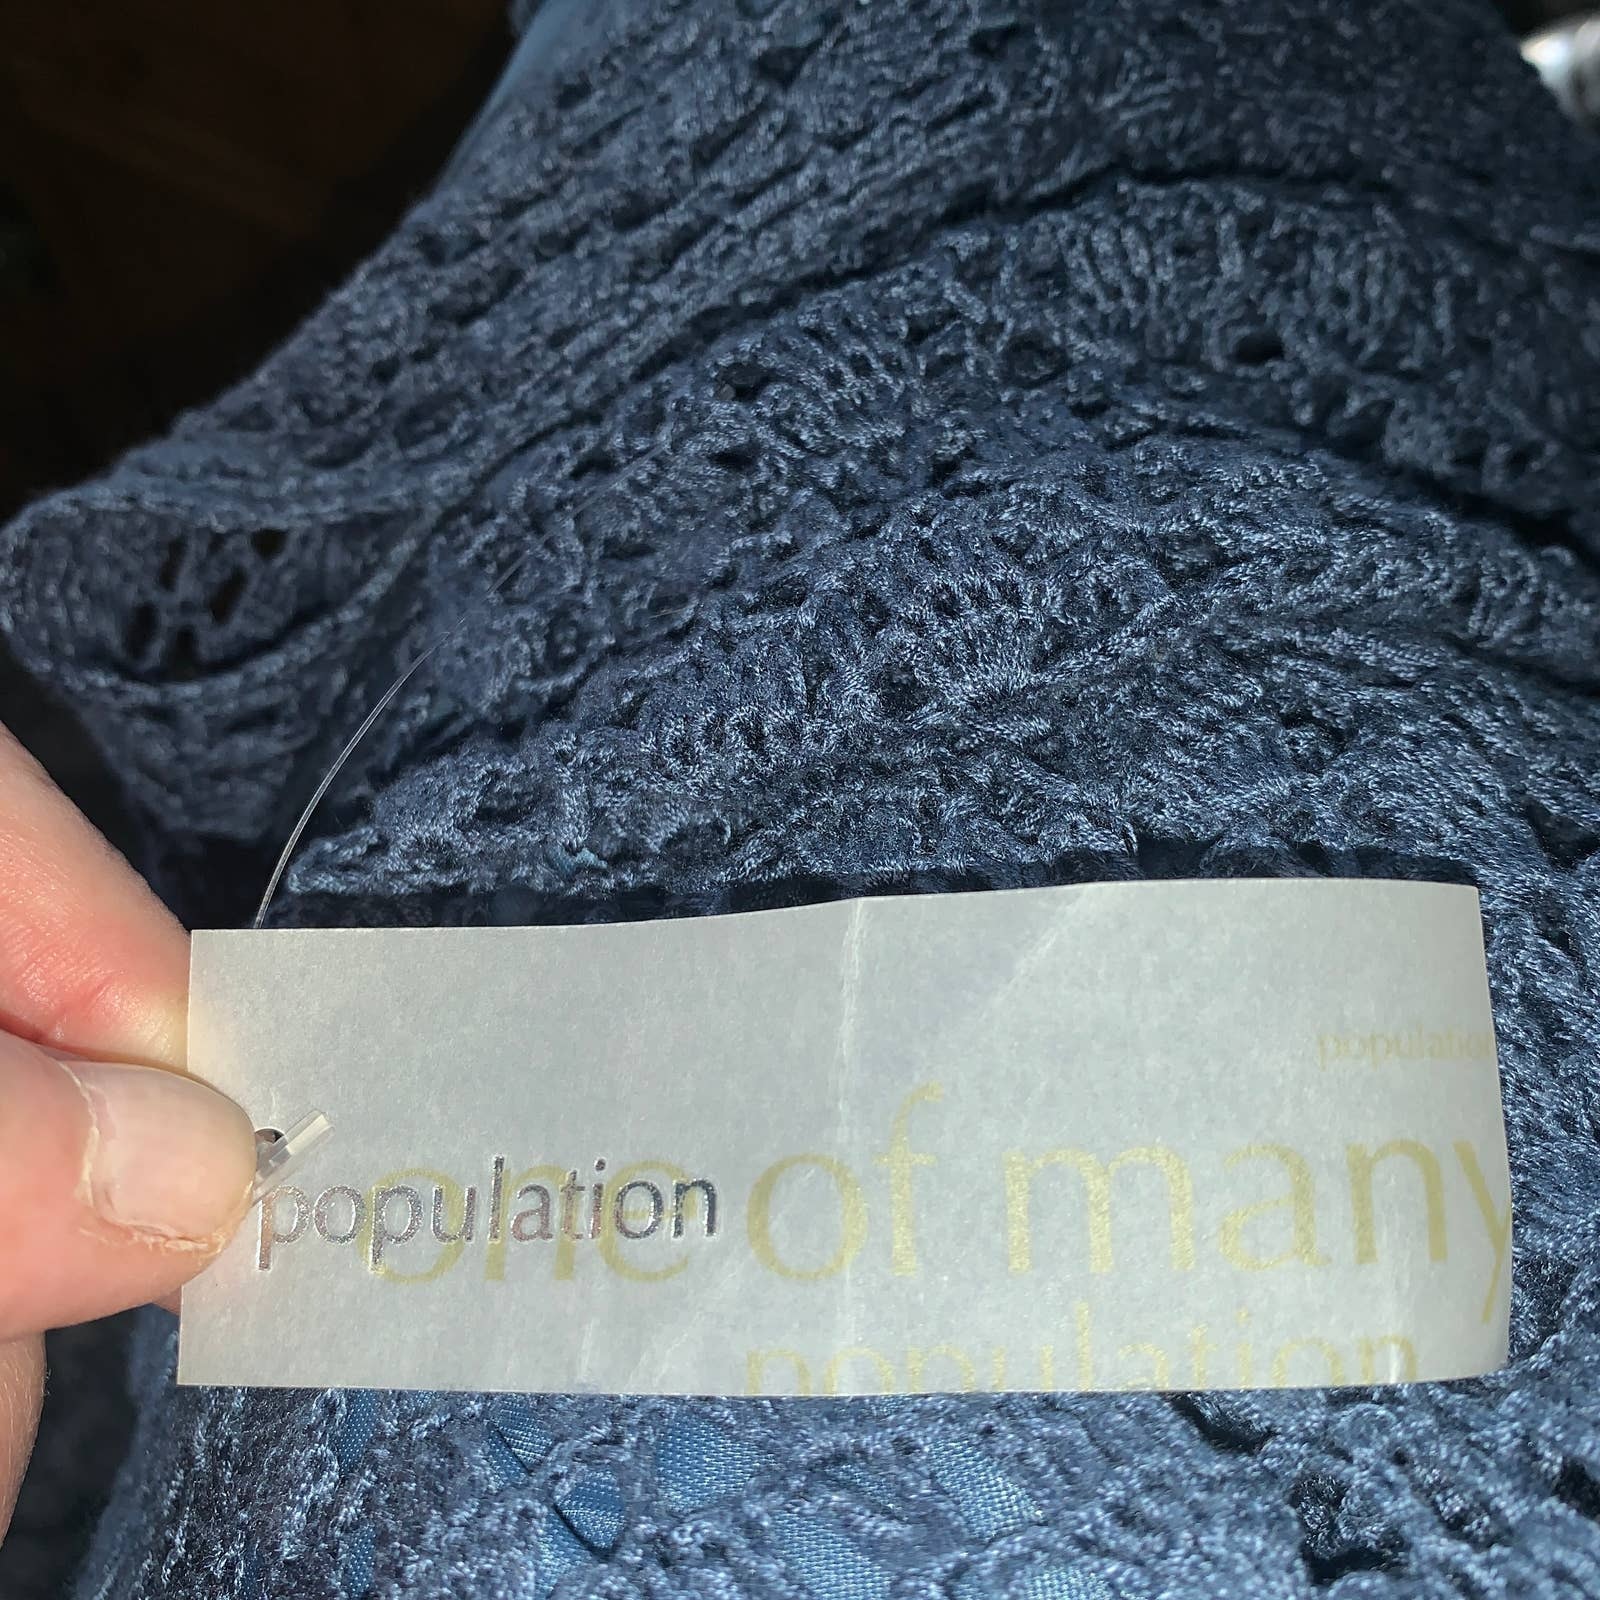 population
population
one of many
population